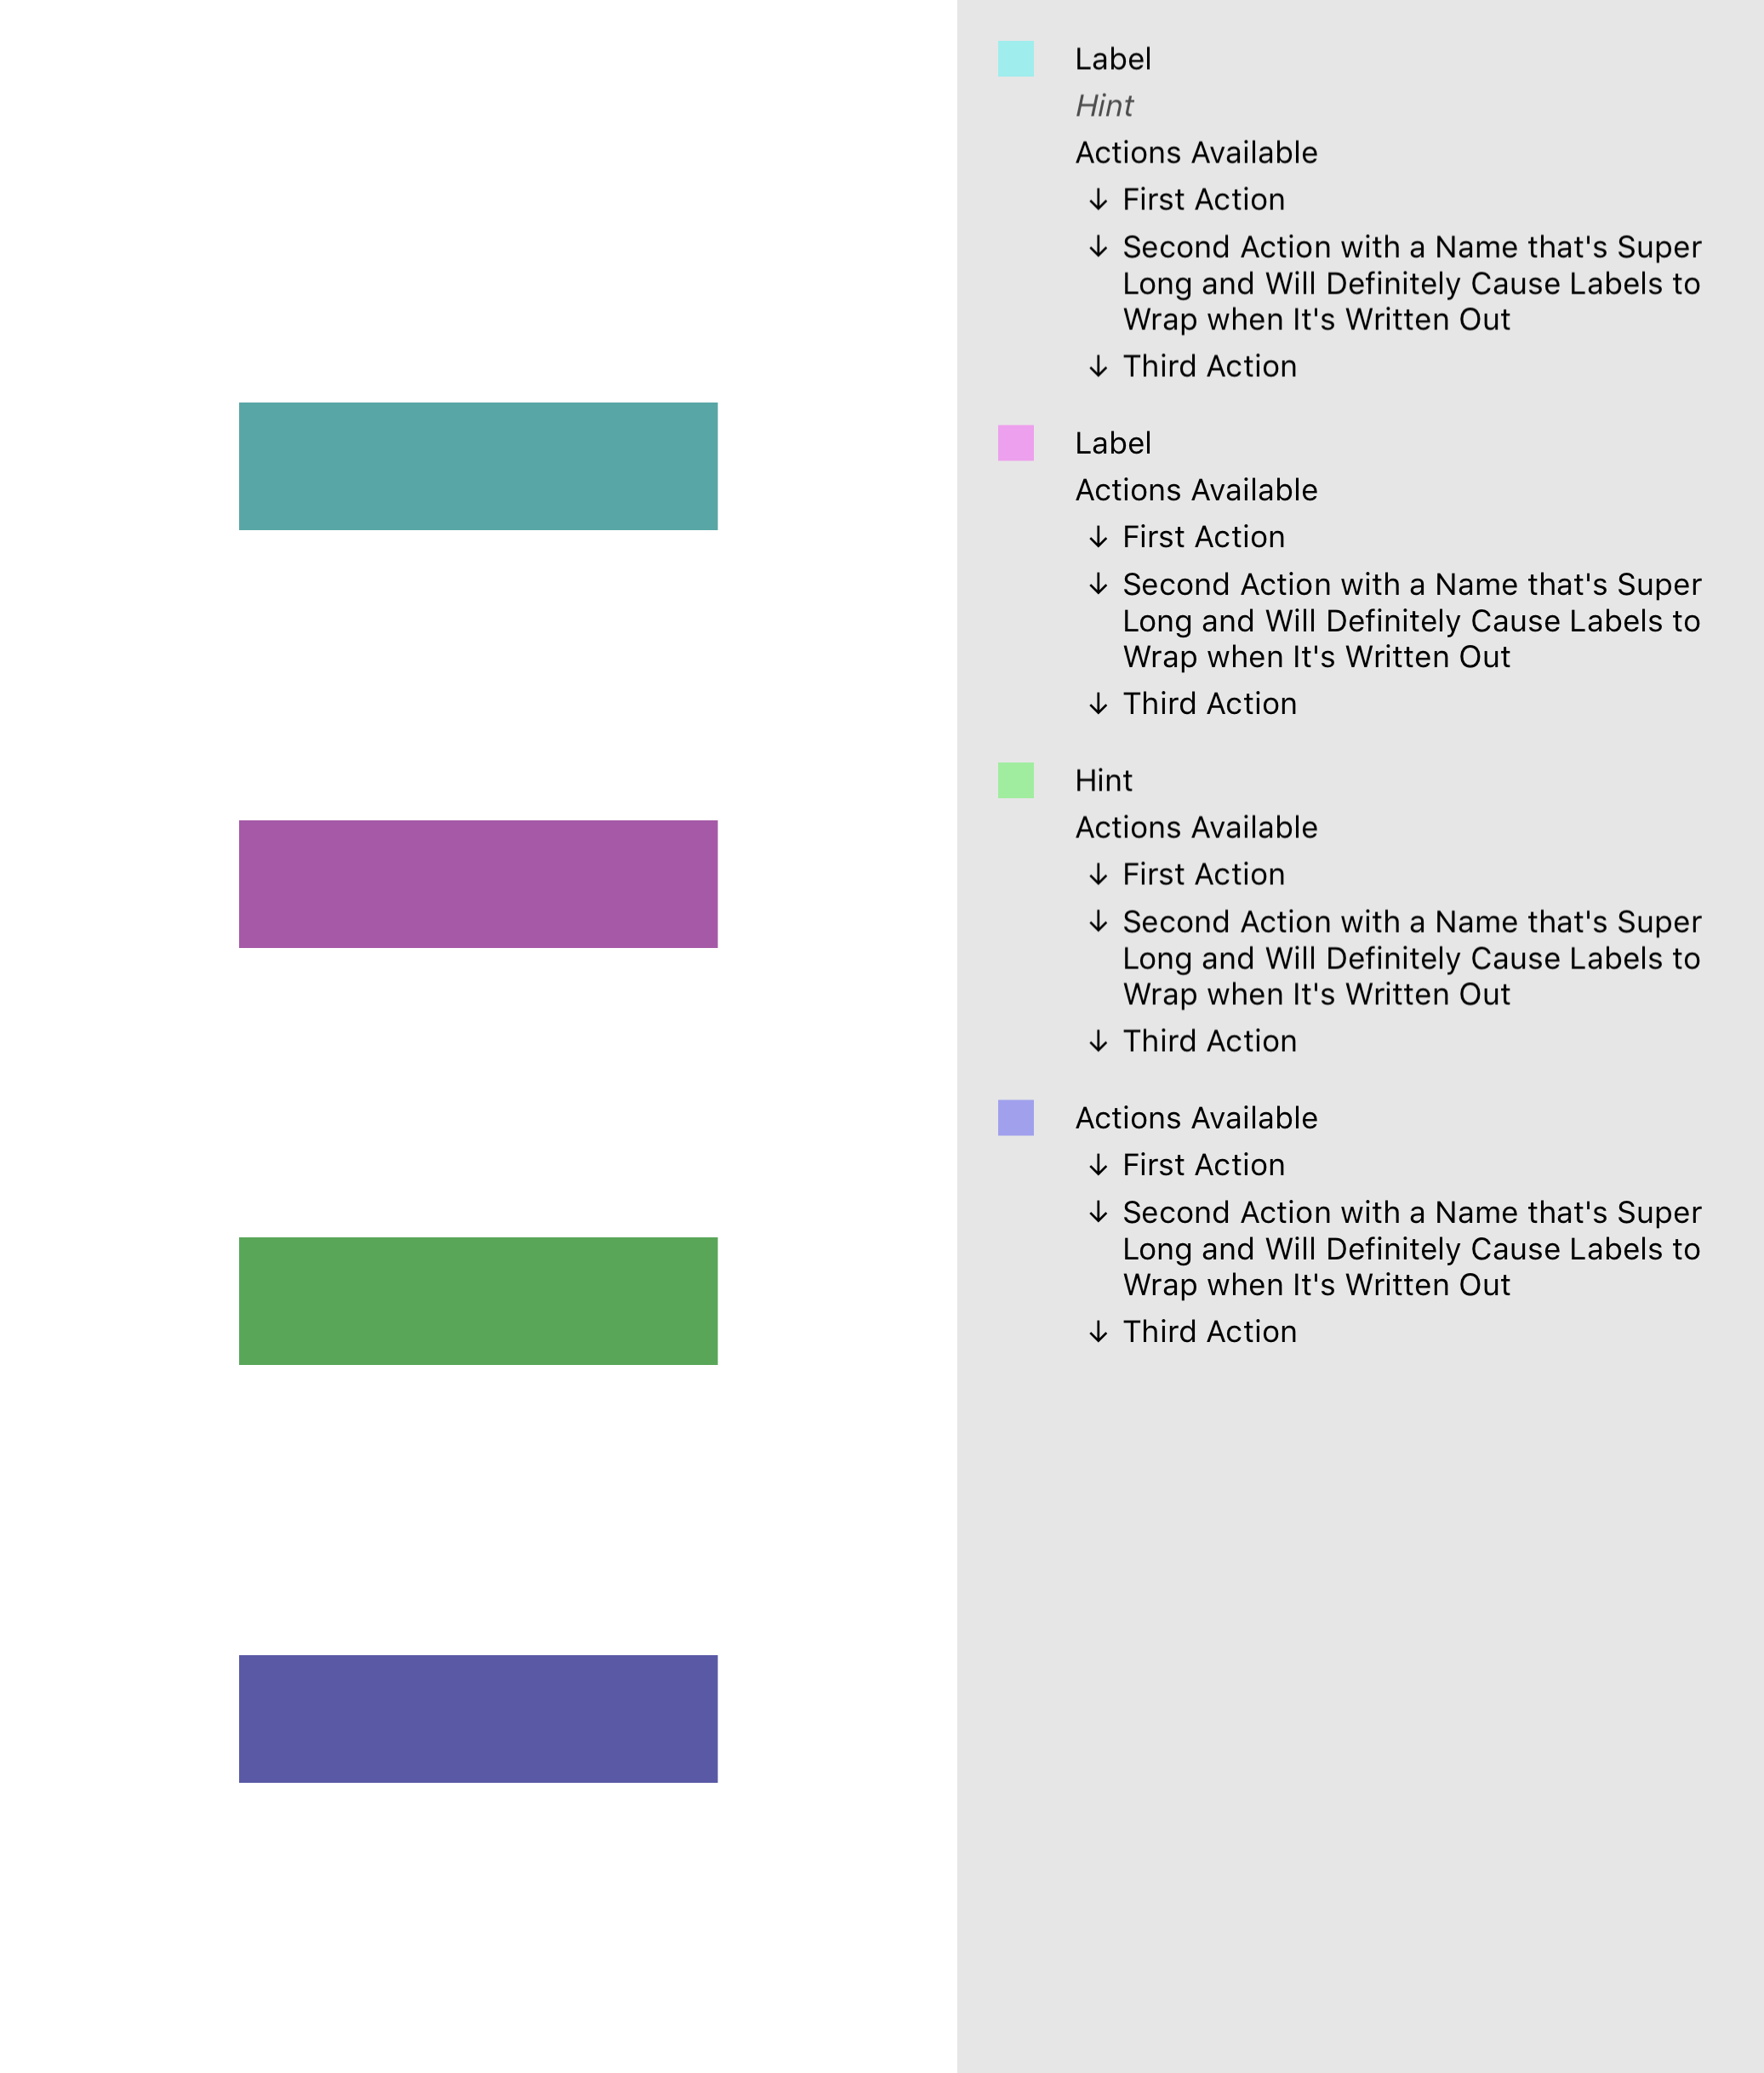 Label
Hint
Actions Available
↓ First Action
↓ Second Action with a Name that's Super
Long and Will Definitely Cause Labels to
Wrap when It's Written Out
↓ Third Action
Label
Actions Available
↓ First Action
↓ Second Action with a Name that's Super
Long and Will Definitely Cause Labels to
Wrap when It's Written Out
↓ Third Action
Hint
Actions Available
↓ First Action
↓ Second Action with a Name that's Super
Long and Will Definitely Cause Labels to
Wrap when It's Written Out
↓ Third Action
Actions Available
↓ First Action
↓ Second Action with a Name that's Super
Long and Will Definitely Cause Labels to
Wrap when It's Written Out
↓ Third Action